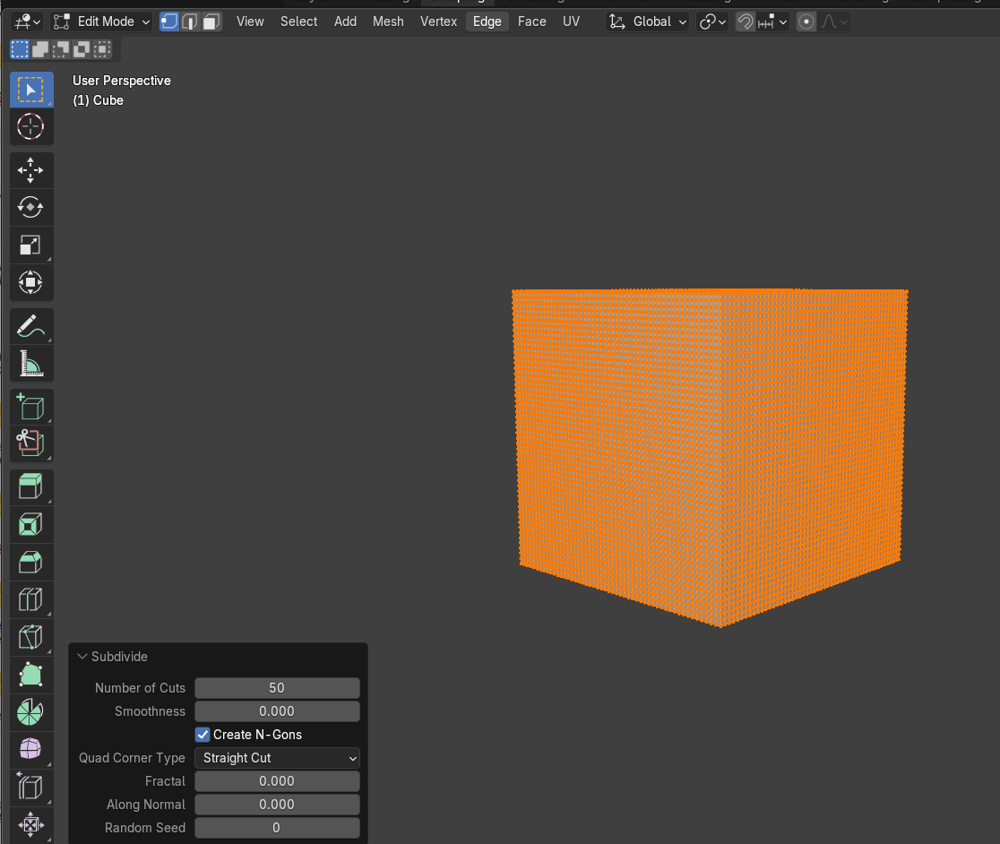 Edit Mode View Select Add Mesh Vertex Edge Face UV Global
User Perspective
(1) Cube
Subdivide
Number of Cuts 50
Smoothness 0.000
Create N-Gons
Quad Corner Type Straight Cut
Fractal 0.000
Along Normal 0.000
Random Seed 0